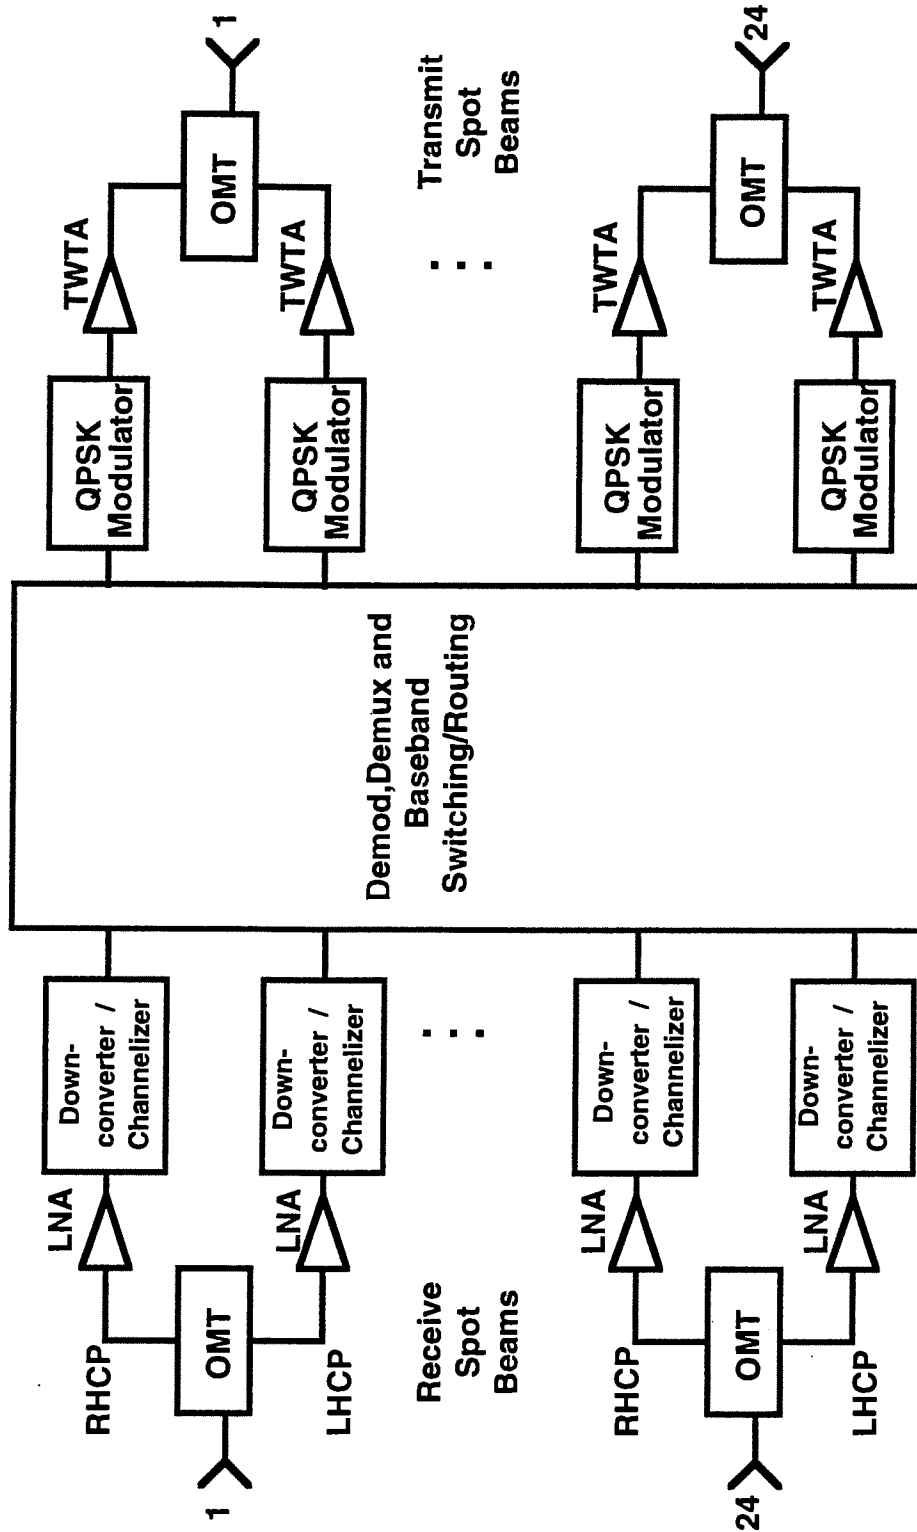 1
RHCP
OMT
LHCP
LNA
LNA
Down-
converter /
Channelizer
Down-
converter /
Channelizer
Receive
Spot
Beams
24
RHCP
OMT
LHCP
LNA
LNA
Down-
converter /
Channelizer
Down-
converter /
Channelizer
Demod,Demux and
Baseband
Switching/Routing
QPSK
Modulator
QPSK
Modulator
TWTA
TWTA
OMT
1
Transmit
Spot
Beams
QPSK
Modulator
QPSK
Modulator
TWTA
TWTA
OMT
24